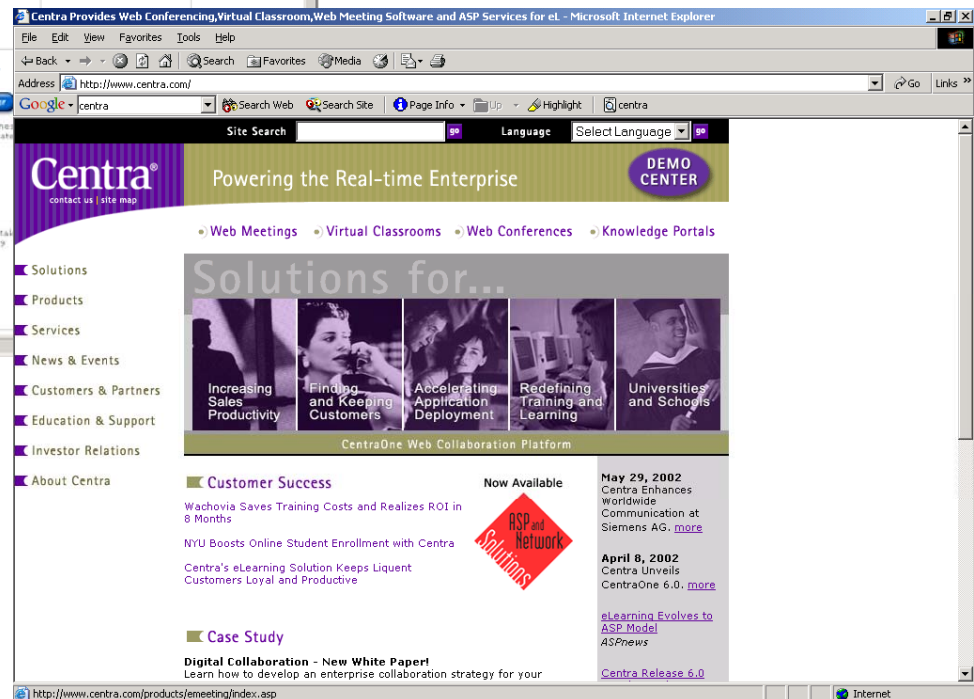 Centra Provides Web Conferencing,Virtual Classroom,Web Meeting Software and ASP Services for eL - Microsoft Internet Explorer
File Edit View Favorites Tools Help
Back Search Favorites Media
Address http://www.centra.com/ Go Links »
Google centra Search Web Search Site Page Info Up Highlight centra
Site Search go Language Select Language go
Centra®
contact us | site map
Powering the Real-time Enterprise
DEMO
CENTER
Web Meetings Virtual Classrooms Web Conferences Knowledge Portals
Solutions
Products
Services
News & Events
Customers & Partners
Education & Support
Investor Relations
About Centra
Solutions for...
Increasing
Sales
Productivity
Finding
and Keeping
Customers
Accelerating
Application
Deployment
Redefining
Training and
Learning
Universities
and Schools
CentraOne Web Collaboration Platform
Customer Success
Wachovia Saves Training Costs and Realizes ROI in
8 Months
NYU Boosts Online Student Enrollment with Centra
Centra's eLearning Solution Keeps Liquent
Customers Loyal and Productive
Now Available
ASP and
Network
Solutions
Case Study
Digital Collaboration - New White Paper!
Learn how to develop an enterprise collaboration strategy for your
May 29, 2002
Centra Enhances
Worldwide
Communication at
Siemens AG. more
April 8, 2002
Centra Unveils
CentraOne 6.0. more
eLearning Evolves to
ASP Model
ASPnews
Centra Release 6.0
http://www.centra.com/products/emeeting/index.asp
Internet